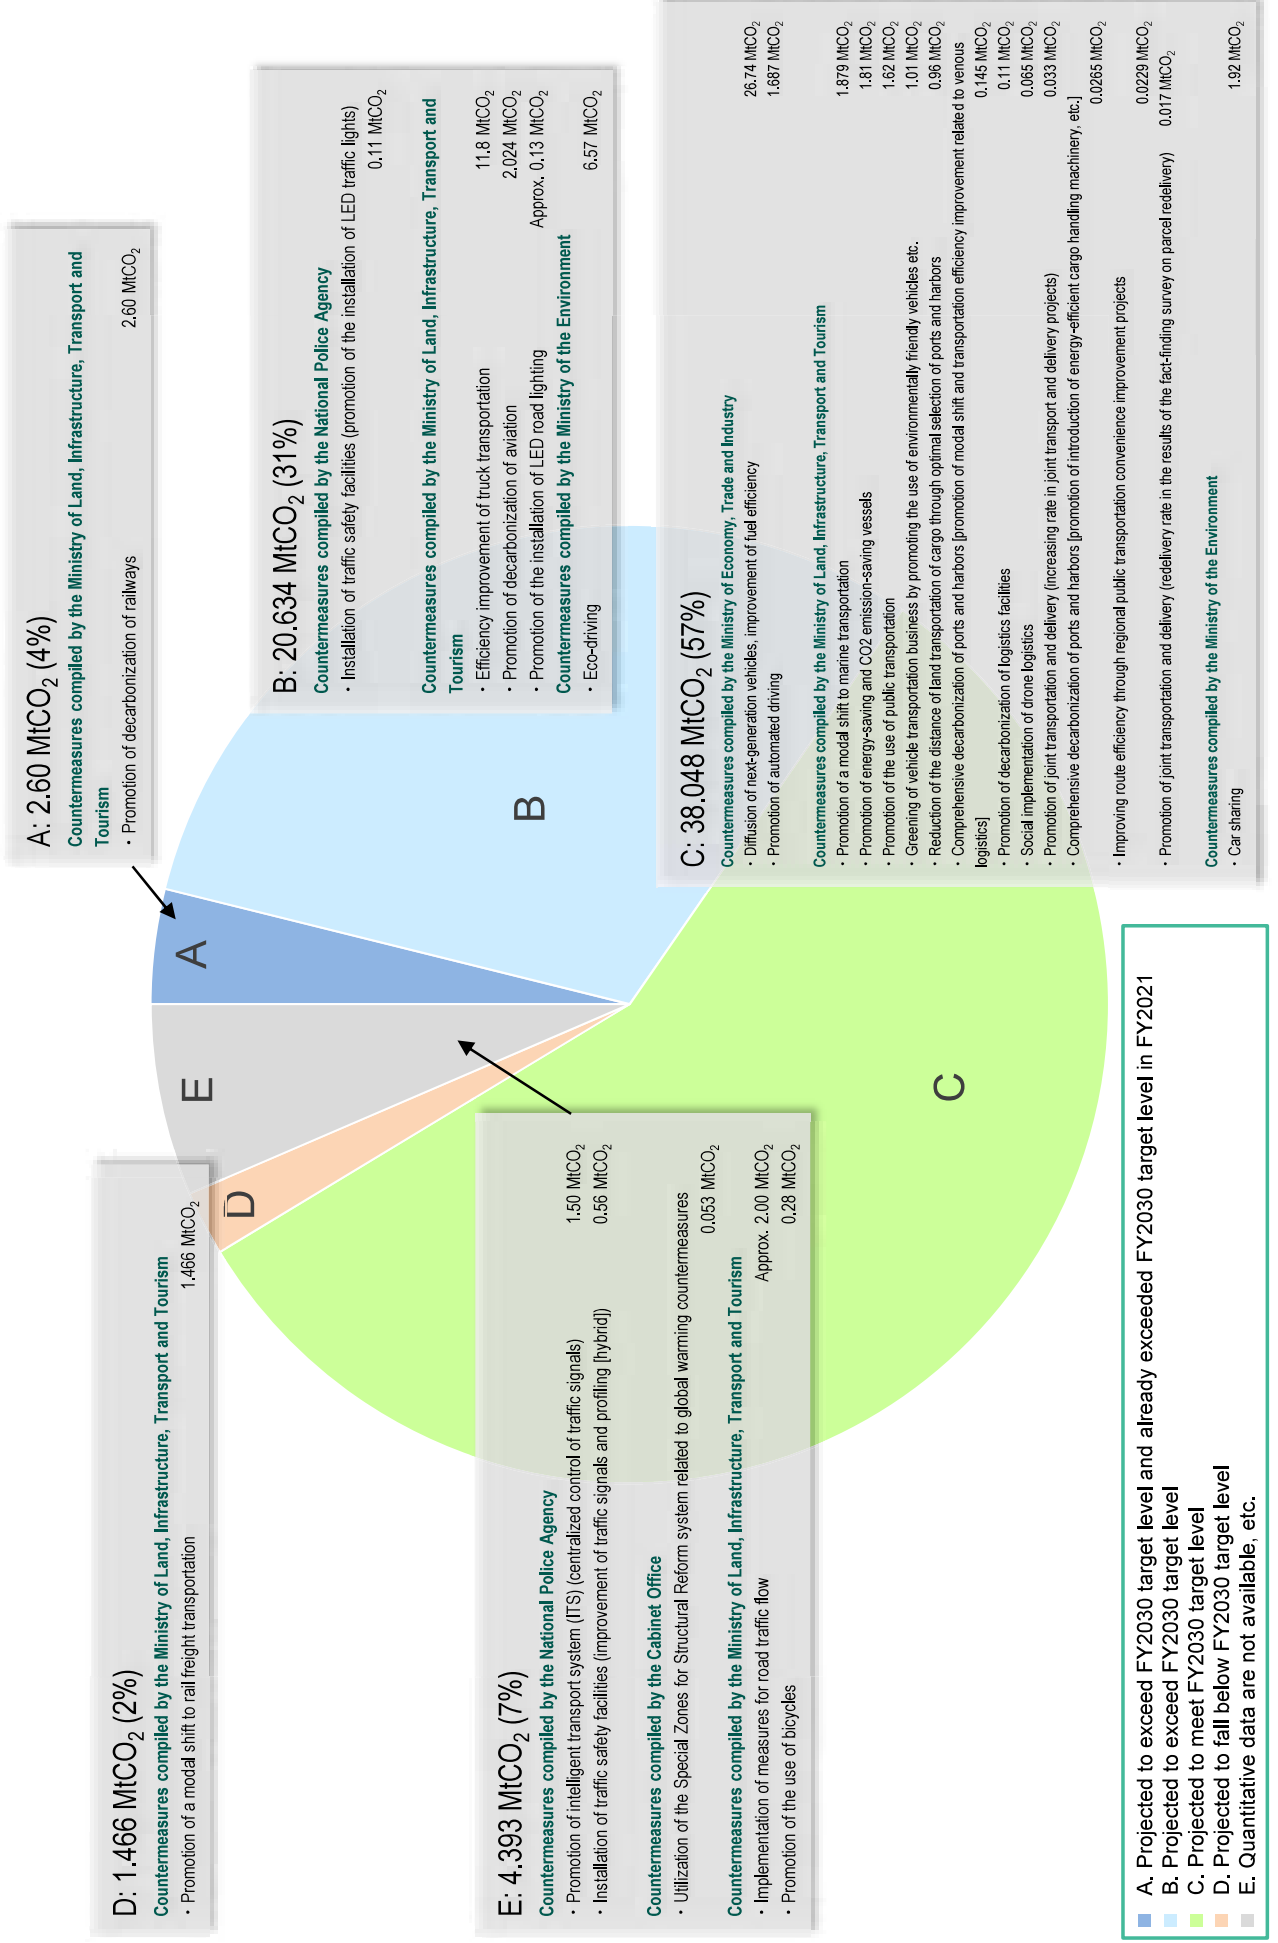 D: 1.466 MtCO2 (2%)
Countermeasures compiled by the Ministry of Land, Infrastructure, Transport and Tourism
・Promotion of a modal shift to rail freight transportation
1.466 MtCO2
A: 2.60 MtCO2 (4%)
Countermeasures compiled by the Ministry of Land, Infrastructure, Transport and
Tourism
・Promotion of decarbonization of railways
2.60 MtCO2
E
A
D
B
C
B: 20.634 MtCO2 (31%)
Countermeasures compiled by the National Police Agency
・Installation of traffic safety facilities (promotion of the installation of LED traffic lights)
0.11 MtCO2
Countermeasures compiled by the Ministry of Land, Infrastructure, Transport and
Tourism
・Efficiency improvement of truck transportation 11.8 MtCO2
・Promotion of decarbonization of aviation 2.024 MtCO2
・Promotion of the installation of LED road lighting Approx. 0.13 MtCO2
Countermeasures compiled by the Ministry of the Environment
・Eco-driving 6.57 MtCO2
E: 4.393 MtCO2 (7%)
Countermeasures compiled by the National Police Agency
・Promotion of intelligent transport system (ITS) (centralized control of traffic signals) 1.50 MtCO2
・Installation of traffic safety facilities (improvement of traffic signals and profiling [hybrid]) 0.56 MtCO2
Countermeasures compiled by the Cabinet Office
・Utilization of the Special Zones for Structural Reform system related to global warming countermeasures
0.053 MtCO2
Countermeasures compiled by the Ministry of Land, Infrastructure, Transport and Tourism
・Implementation of measures for road traffic flow Approx. 2.00 MtCO2
・Promotion of the use of bicycles 0.28 MtCO2
C: 38.048 MtCO2 (57%)
Countermeasures compiled by the Ministry of Economy, Trade and Industry
・Diffusion of next-generation vehicles, improvement of fuel efficiency 26.74 MtCO2
・Promotion of automated driving 1.687 MtCO2
Countermeasures compiled by the Ministry of Land, Infrastructure, Transport and Tourism
・Promotion of a modal shift to marine transportation 1.879 MtCO2
・Promotion of energy-saving and CO2 emission-saving vessels 1.81 MtCO2
・Promotion of the use of public transportation 1.62 MtCO2
・Greening of vehicle transportation business by promoting the use of environmentally friendly vehicles etc. 1.01 MtCO2
・Reduction of the distance of land transportation of cargo through optimal selection of ports and harbors 0.96 MtCO2
・Comprehensive decarbonization of ports and harbors [promotion of modal shift and transportation efficiency improvement related to venous
logistics] 0.145 MtCO2
・Promotion of decarbonization of logistics facilities 0.11 MtCO2
・Social implementation of drone logistics 0.065 MtCO2
・Promotion of joint transportation and delivery (increasing rate in joint transport and delivery projects) 0.033 MtCO2
・Comprehensive decarbonization of ports and harbors [promotion of introduction of energy-efficient cargo handling machinery, etc.]
0.0265 MtCO2
・Improving route efficiency through regional public transportation convenience improvement projects
0.0229 MtCO2
・Promotion of joint transportation and delivery (redelivery rate in the results of the fact-finding survey on parcel redelivery) 0.017 MtCO2
Countermeasures compiled by the Ministry of the Environment
・Car sharing 1.92 MtCO2
A. Projected to exceed FY2030 target level and already exceeded FY2030 target level in FY2021
B. Projected to exceed FY2030 target level
C. Projected to meet FY2030 target level
D. Projected to fall below FY2030 target level
E. Quantitative data are not available, etc.